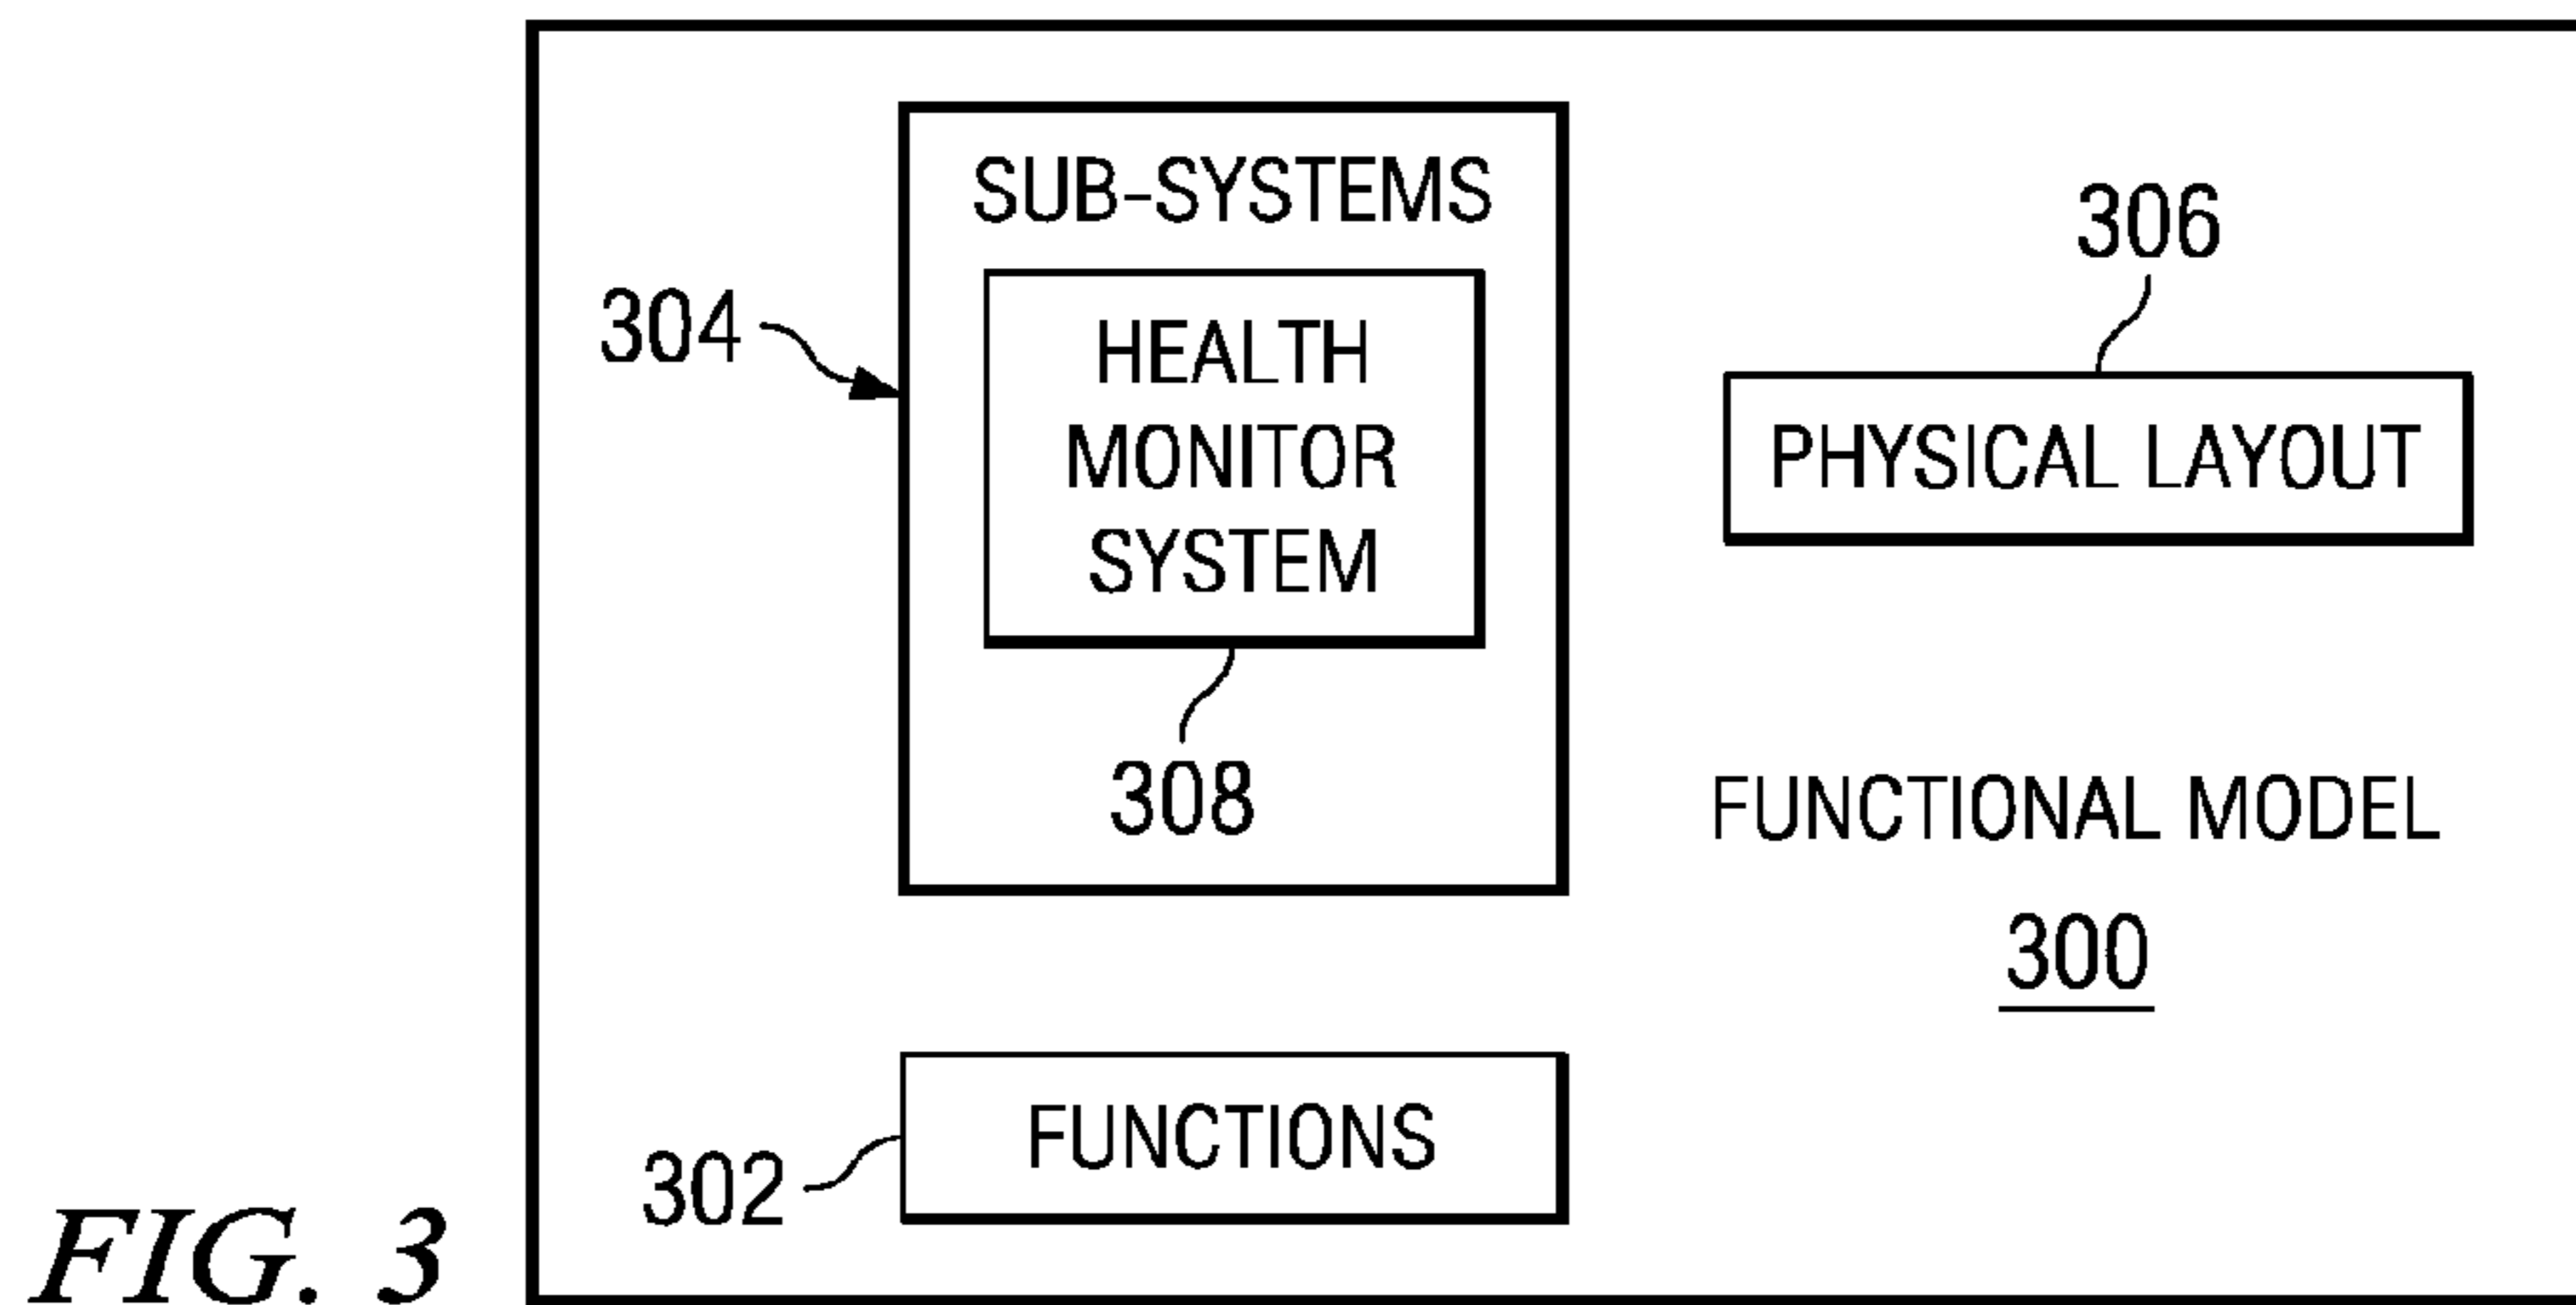 SUB-SYSTEMS
304
HEALTH
MONITOR
SYSTEM
308
306
PHYSICAL LAYOUT
FUNCTIONAL MODEL
300
302
FUNCTIONS
FIG. 3